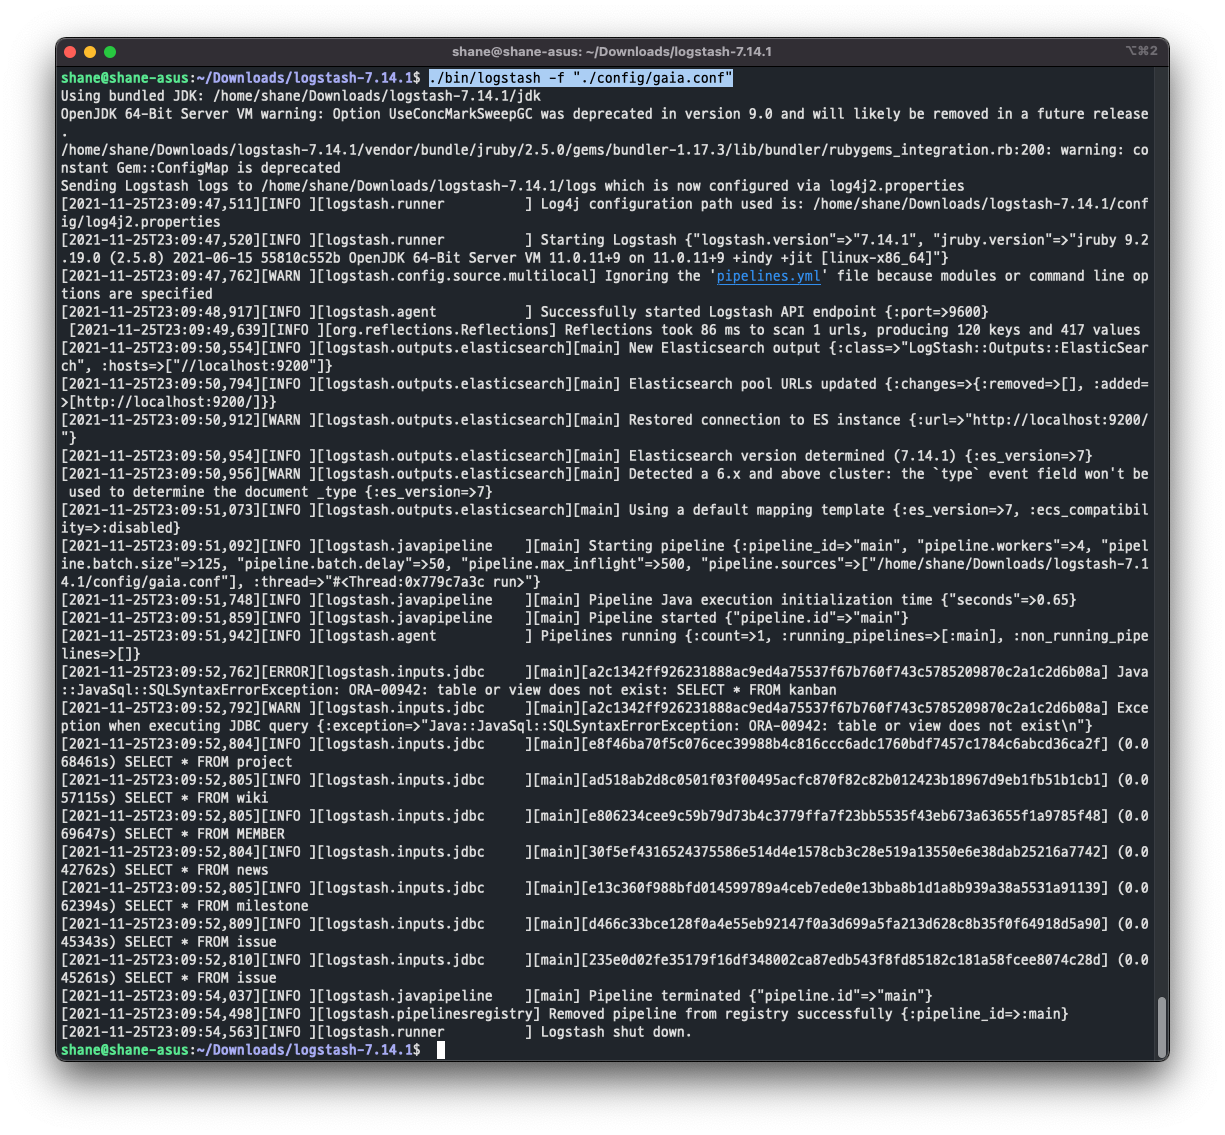 shane@shane-asus: ~/Downloads/logstash-7.14.1
⌥⌘2
shane@shane-asus:~/Downloads/logstash-7.14.1$ ./bin/logstash -f "./config/gaia.conf"
Using bundled JDK: /home/shane/Downloads/logstash-7.14.1/jdk
OpenJDK 64-Bit Server VM warning: Option UseConcMarkSweepGC was deprecated in version 9.0 and will likely be removed in a future release
.
/home/shane/Downloads/logstash-7.14.1/vendor/bundle/jruby/2.5.0/gems/bundler-1.17.3/lib/bundler/rubygems_integration.rb:200: warning: co
nstant Gem::ConfigMap is deprecated
Sending Logstash logs to /home/shane/Downloads/logstash-7.14.1/logs which is now configured via log4j2.properties
[2021-11-25T23:09:47,511][INFO ][logstash.runner          ] Log4j configuration path used is: /home/shane/Downloads/logstash-7.14.1/conf
ig/log4j2.properties
[2021-11-25T23:09:47,520][INFO ][logstash.runner          ] Starting Logstash {"logstash.version"=>"7.14.1", "jruby.version"=>"jruby 9.2
.19.0 (2.5.8) 2021-06-15 55810c552b OpenJDK 64-Bit Server VM 11.0.11+9 on 11.0.11+9 +indy +jit [linux-x86_64]"}
[2021-11-25T23:09:47,762][WARN ][logstash.config.source.multilocal] Ignoring the 'pipelines.yml' file because modules or command line op
tions are specified
[2021-11-25T23:09:48,917][INFO ][logstash.agent           ] Successfully started Logstash API endpoint {:port=>9600}
[2021-11-25T23:09:49,639][INFO ][org.reflections.Reflections] Reflections took 86 ms to scan 1 urls, producing 120 keys and 417 values
[2021-11-25T23:09:50,554][INFO ][logstash.outputs.elasticsearch][main] New Elasticsearch output {:class=>"LogStash::Outputs::ElasticSear
ch", :hosts=>["//localhost:9200"]}
[2021-11-25T23:09:50,794][INFO ][logstash.outputs.elasticsearch][main] Elasticsearch pool URLs updated {:changes=>{:removed=>[], :added=
>[http://localhost:9200/]}}
[2021-11-25T23:09:50,912][WARN ][logstash.outputs.elasticsearch][main] Restored connection to ES instance {:url=>"http://localhost:9200/
"}
[2021-11-25T23:09:50,954][INFO ][logstash.outputs.elasticsearch][main] Elasticsearch version determined (7.14.1) {:es_version=>7}
[2021-11-25T23:09:50,956][WARN ][logstash.outputs.elasticsearch][main] Detected a 6.x and above cluster: the `type` event field won't be
used to determine the document _type {:es_version=>7}
[2021-11-25T23:09:51,073][INFO ][logstash.outputs.elasticsearch][main] Using a default mapping template {:es_version=>7, :ecs_compatibil
ity=>:disabled}
[2021-11-25T23:09:51,092][INFO ][logstash.javapipeline    ][main] Starting pipeline {:pipeline_id=>"main", "pipeline.workers"=>4, "pipel
ine.batch.size"=>125, "pipeline.batch.delay"=>50, "pipeline.max_inflight"=>500, "pipeline.sources"=>["/home/shane/Downloads/logstash-7.1
4.1/config/gaia.conf"], :thread=>"#<Thread:0x779c7a3c run>"}
[2021-11-25T23:09:51,748][INFO ][logstash.javapipeline    ][main] Pipeline Java execution initialization time {"seconds"=>0.65}
[2021-11-25T23:09:51,859][INFO ][logstash.javapipeline    ][main] Pipeline started {"pipeline.id"=>"main"}
[2021-11-25T23:09:51,942][INFO ][logstash.agent           ] Pipelines running {:count=>1, :running_pipelines=>[:main], :non_running_pipe
lines=>[]}
[2021-11-25T23:09:52,762][ERROR][logstash.inputs.jdbc     ][main][a2c1342ff926231888ac9ed4a75537f67b760f743c5785209870c2a1c2d6b08a] Java
::JavaSql::SQLSyntaxErrorException: ORA-00942: table or view does not exist: SELECT * FROM kanban
[2021-11-25T23:09:52,792][WARN ][logstash.inputs.jdbc     ][main][a2c1342ff926231888ac9ed4a75537f67b760f743c5785209870c2a1c2d6b08a] Exce
ption when executing JDBC query {:exception=>"Java::JavaSql::SQLSyntaxErrorException: ORA-00942: table or view does not exist\n"}
[2021-11-25T23:09:52,804][INFO ][logstash.inputs.jdbc     ][main][e8f46ba70f5c076cec39988b4c816ccc6adc1760bdf7457c1784c6abcd36ca2f] (0.0
68461s) SELECT * FROM project
[2021-11-25T23:09:52,805][INFO ][logstash.inputs.jdbc     ][main][ad518ab2d8c0501f03f00495acfc870f82c82b012423b18967d9eb1fb51b1cb1] (0.0
57115s) SELECT * FROM wiki
[2021-11-25T23:09:52,805][INFO ][logstash.inputs.jdbc     ][main][e806234cee9c59b79d73b4c3779ffa7f23bb5535f43eb673a63655f1a9785f48] (0.0
69647s) SELECT * FROM MEMBER
[2021-11-25T23:09:52,804][INFO ][logstash.inputs.jdbc     ][main][30f5ef4316524375586e514d4e1578cb3c28e519a13550e6e38dab25216a7742] (0.0
42762s) SELECT * FROM news
[2021-11-25T23:09:52,805][INFO ][logstash.inputs.jdbc     ][main][e13c360f988bfd014599789a4ceb7ede0e13bba8b1d1a8b939a38a5531a91139] (0.0
62394s) SELECT * FROM milestone
[2021-11-25T23:09:52,809][INFO ][logstash.inputs.jdbc     ][main][d466c33bce128f0a4e55eb92147f0a3d699a5fa213d628c8b35f0f64918d5a90] (0.0
45343s) SELECT * FROM issue
[2021-11-25T23:09:52,810][INFO ][logstash.inputs.jdbc     ][main][235e0d02fe35179f16df348002ca87edb543f8fd85182c181a58fcee8074c28d] (0.0
45261s) SELECT * FROM issue
[2021-11-25T23:09:54,037][INFO ][logstash.javapipeline    ][main] Pipeline terminated {"pipeline.id"=>"main"}
[2021-11-25T23:09:54,498][INFO ][logstash.pipelinesregistry] Removed pipeline from registry successfully {:pipeline_id=>:main}
[2021-11-25T23:09:54,563][INFO ][logstash.runner          ] Logstash shut down.
shane@shane-asus:~/Downloads/logstash-7.14.1$